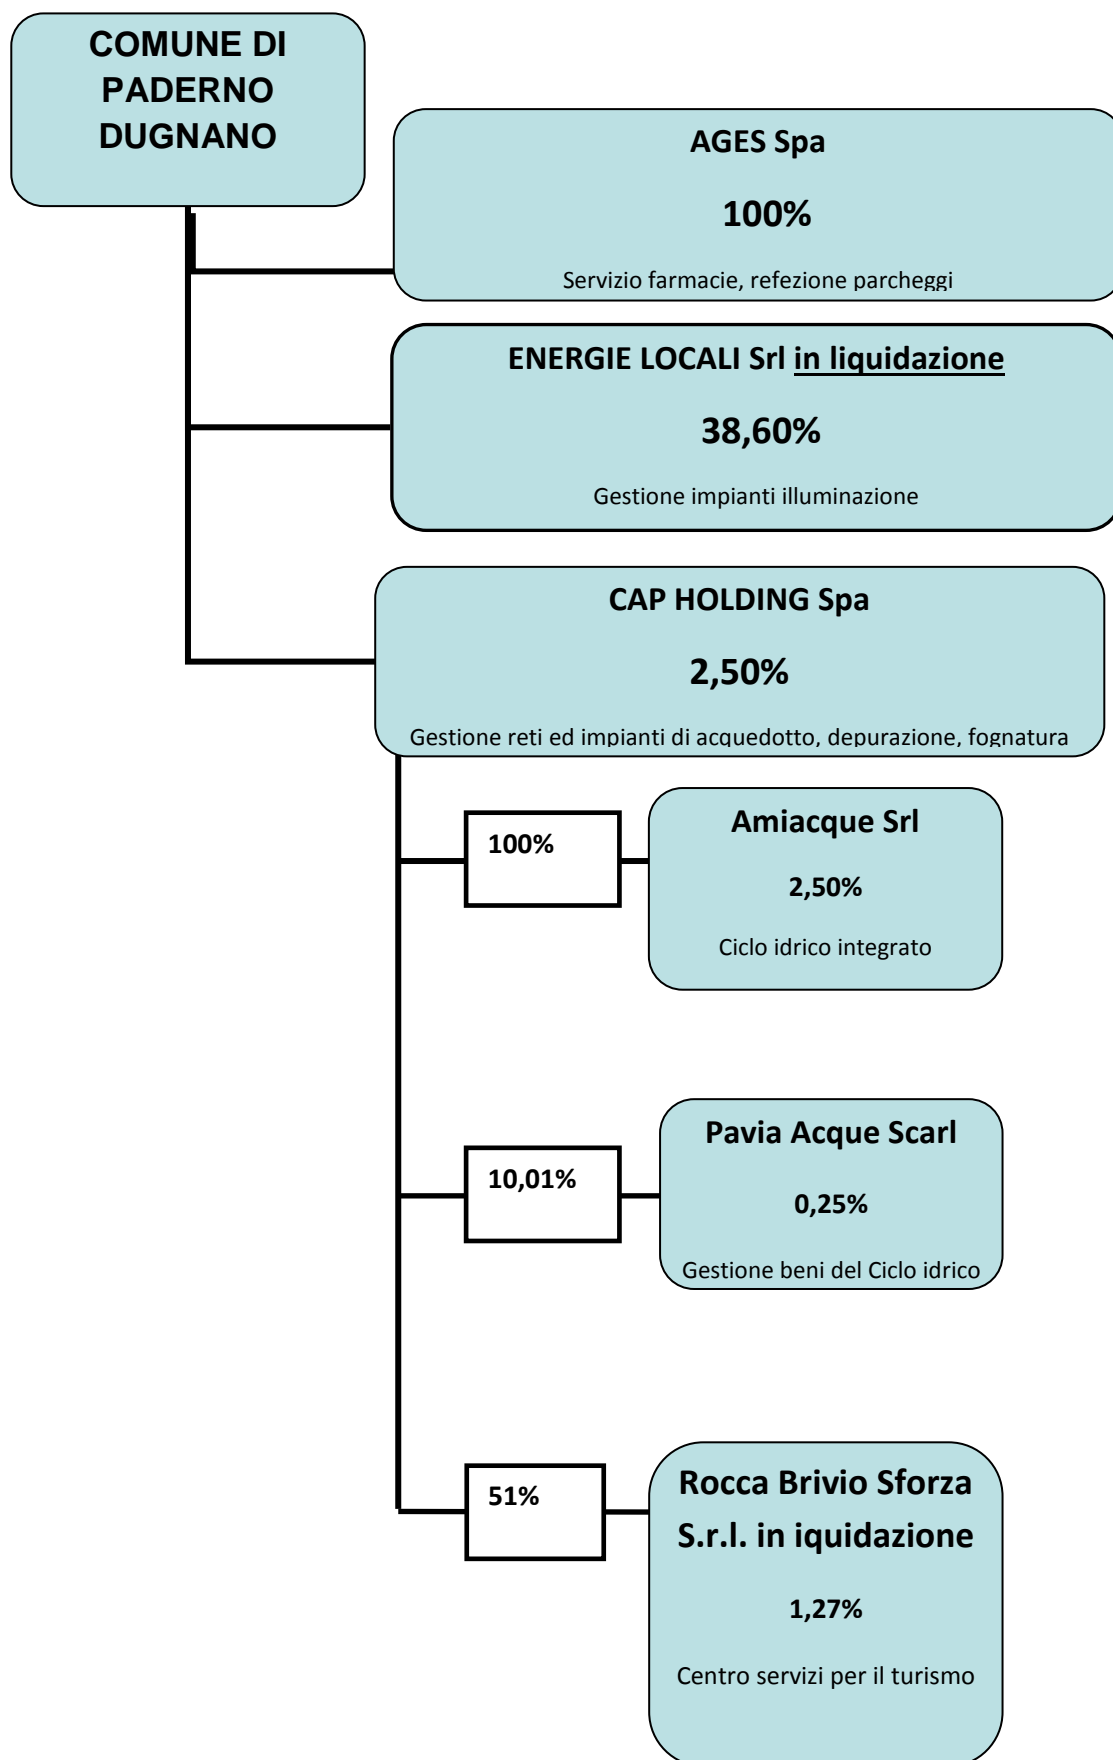 COMUNE DI
PADERNO
DUGNANO
AGES Spa
100%
Servizio farmacie, refezione parcheggi
ENERGIE LOCALI Srl in liquidazione
38,60%
Gestione impianti illuminazione
CAP HOLDING Spa
2,50%
Gestione reti ed impianti di acquedotto, depurazione, fognatura
100%
Amiacque Srl
2,50%
Ciclo idrico integrato
10,01%
Pavia Acque Scarl
0,25%
Gestione beni del Ciclo idrico
51%
Rocca Brivio Sforza
S.r.l. in iquidazione
1,27%
Centro servizi per il turismo